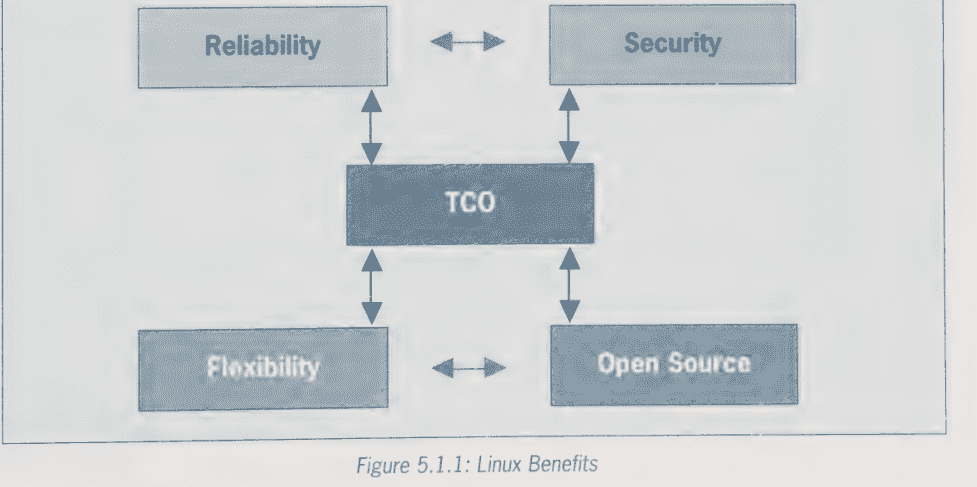 Reliability
Security
TCO
Flexibility
Open Source
Figure 5.1.1: Linux Benefits